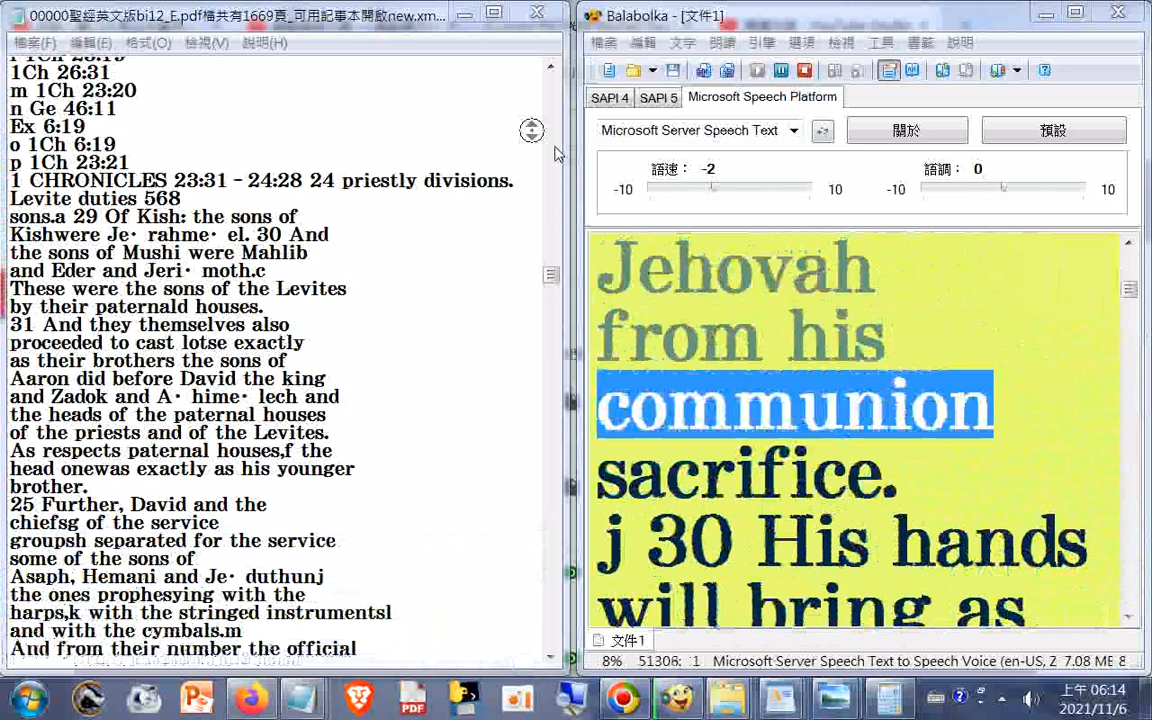 00000聖經英文版bi12_E.pdf檔共有1669頁_可用記事本開啟new.xm...
檔案(F) 編輯(E) 格式(O) 檢視(V) 說明(H)
1Ch 26:31
m 1Ch 23:20
n Ge 46:11
Ex 6:19
o 1Ch 6:19
p 1Ch 23:21
1 CHRONICLES 23:31–24:28 24 priestly divisions.
Levite duties 568
sons.a 29 Of Kish: the sons of
Kishwere Je·rahme·el. 30 And
the sons of Mushi were Mahlib
and Eder and Jeri·moth.c
These were the sons of the Levites
by their paternald houses.
31 And they themselves also
proceeded to cast lotse exactly
as their brothers the sons of
Aaron did before David the king
and Zadok and A·hime·lech and
the heads of the paternal houses
of the priests and of the Levites.
As respects paternal houses,f the
head onewas exactly as his younger
brother.
25 Further, David and the
chiefsg of the service
groupsh separated for the service
some of the sons of
Asaph, Hemani and Je·duthunj
the ones prophesying with the
harps,k with the stringed instrumentsl
and with the cymbals.m
And from their number the official
Balabolka - [文件1]
檔案 編輯 文字 朗讀 引擎 選項 檢視 工具 書籤 說明
SAPI 4 SAPI 5 Microsoft Speech Platform
Microsoft Server Speech Text 關於 預設
語速: -2 語調: 0
-10 10 -10 10
Jehovah
from his
communion
sacrifice.
j 30 His hands
will bring as
文件1
8% 51308: 1 Microsoft Server Speech Text to Speech Voice (en-US, 2 7.08 MB 8
PDF
上午 06:14
2021/11/6